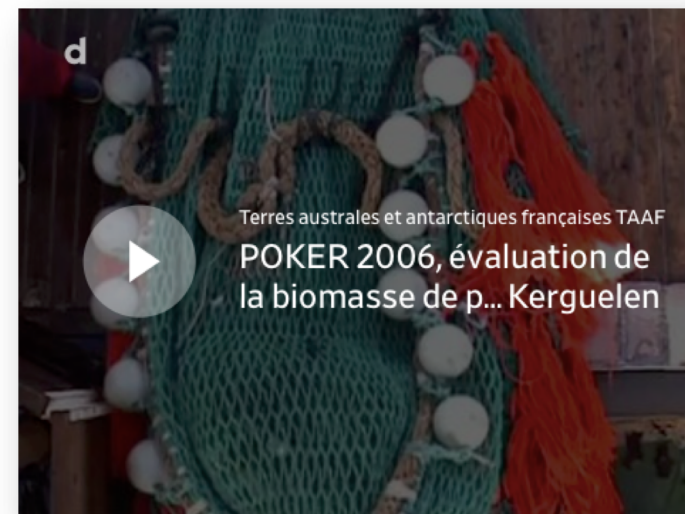 d
Terres australes et antarctiques françaises TAAF
POKER 2006, évaluation de
la biomasse de p... Kerguelen